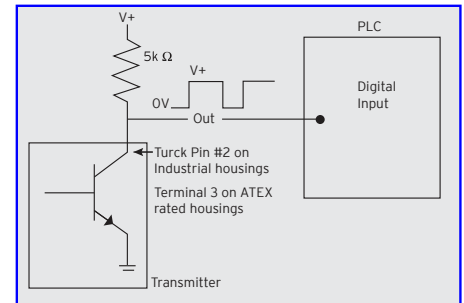 V+
PLC
5k Ω
V+
0V
Digital
Input
Out
Turck Pin #2 on
Industrial housings
Terminal 3 on ATEX
rated housings
Transmitter